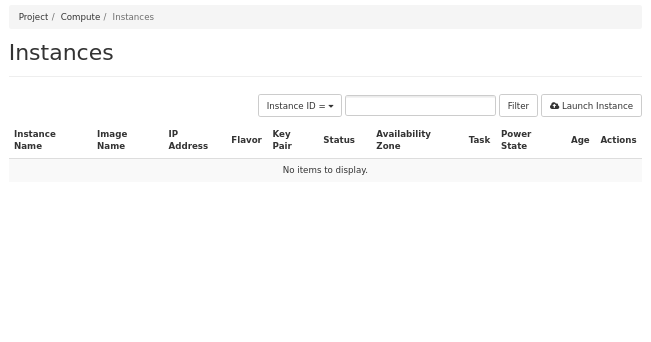 Project / Compute / Instances
Instances
Instance ID = Filter Launch Instance
Instance Name Image Name IP Address Flavor Key Pair Status Availability Zone Task Power State Age Actions
No items to display.